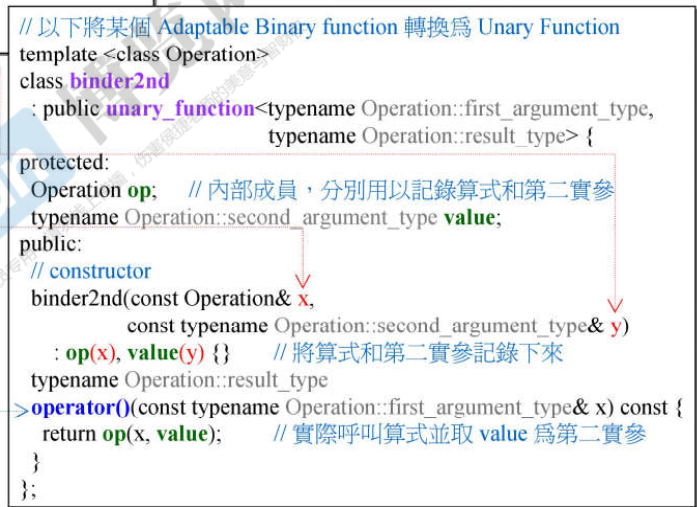 // 以下將某個 Adaptable Binary function 轉換爲 Unary Function
template <class Operation>
class binder2nd
: public unary_function<typename Operation::first_argument_type,
typename Operation::result_type> {
protected:
Operation op; // 內部成員，分別用以記錄算式和第二實參
typename Operation::second_argument_type value;
public:
// constructor
binder2nd(const Operation& x,
const typename Operation::second_argument_type& y)
: op(x), value(y) {} // 將算式和第二實參記錄下來
typename Operation::result_type
operator()(const typename Operation::first_argument_type& x) const {
return op(x, value); // 實際呼叫算式並取 value 爲第二實參
}
};